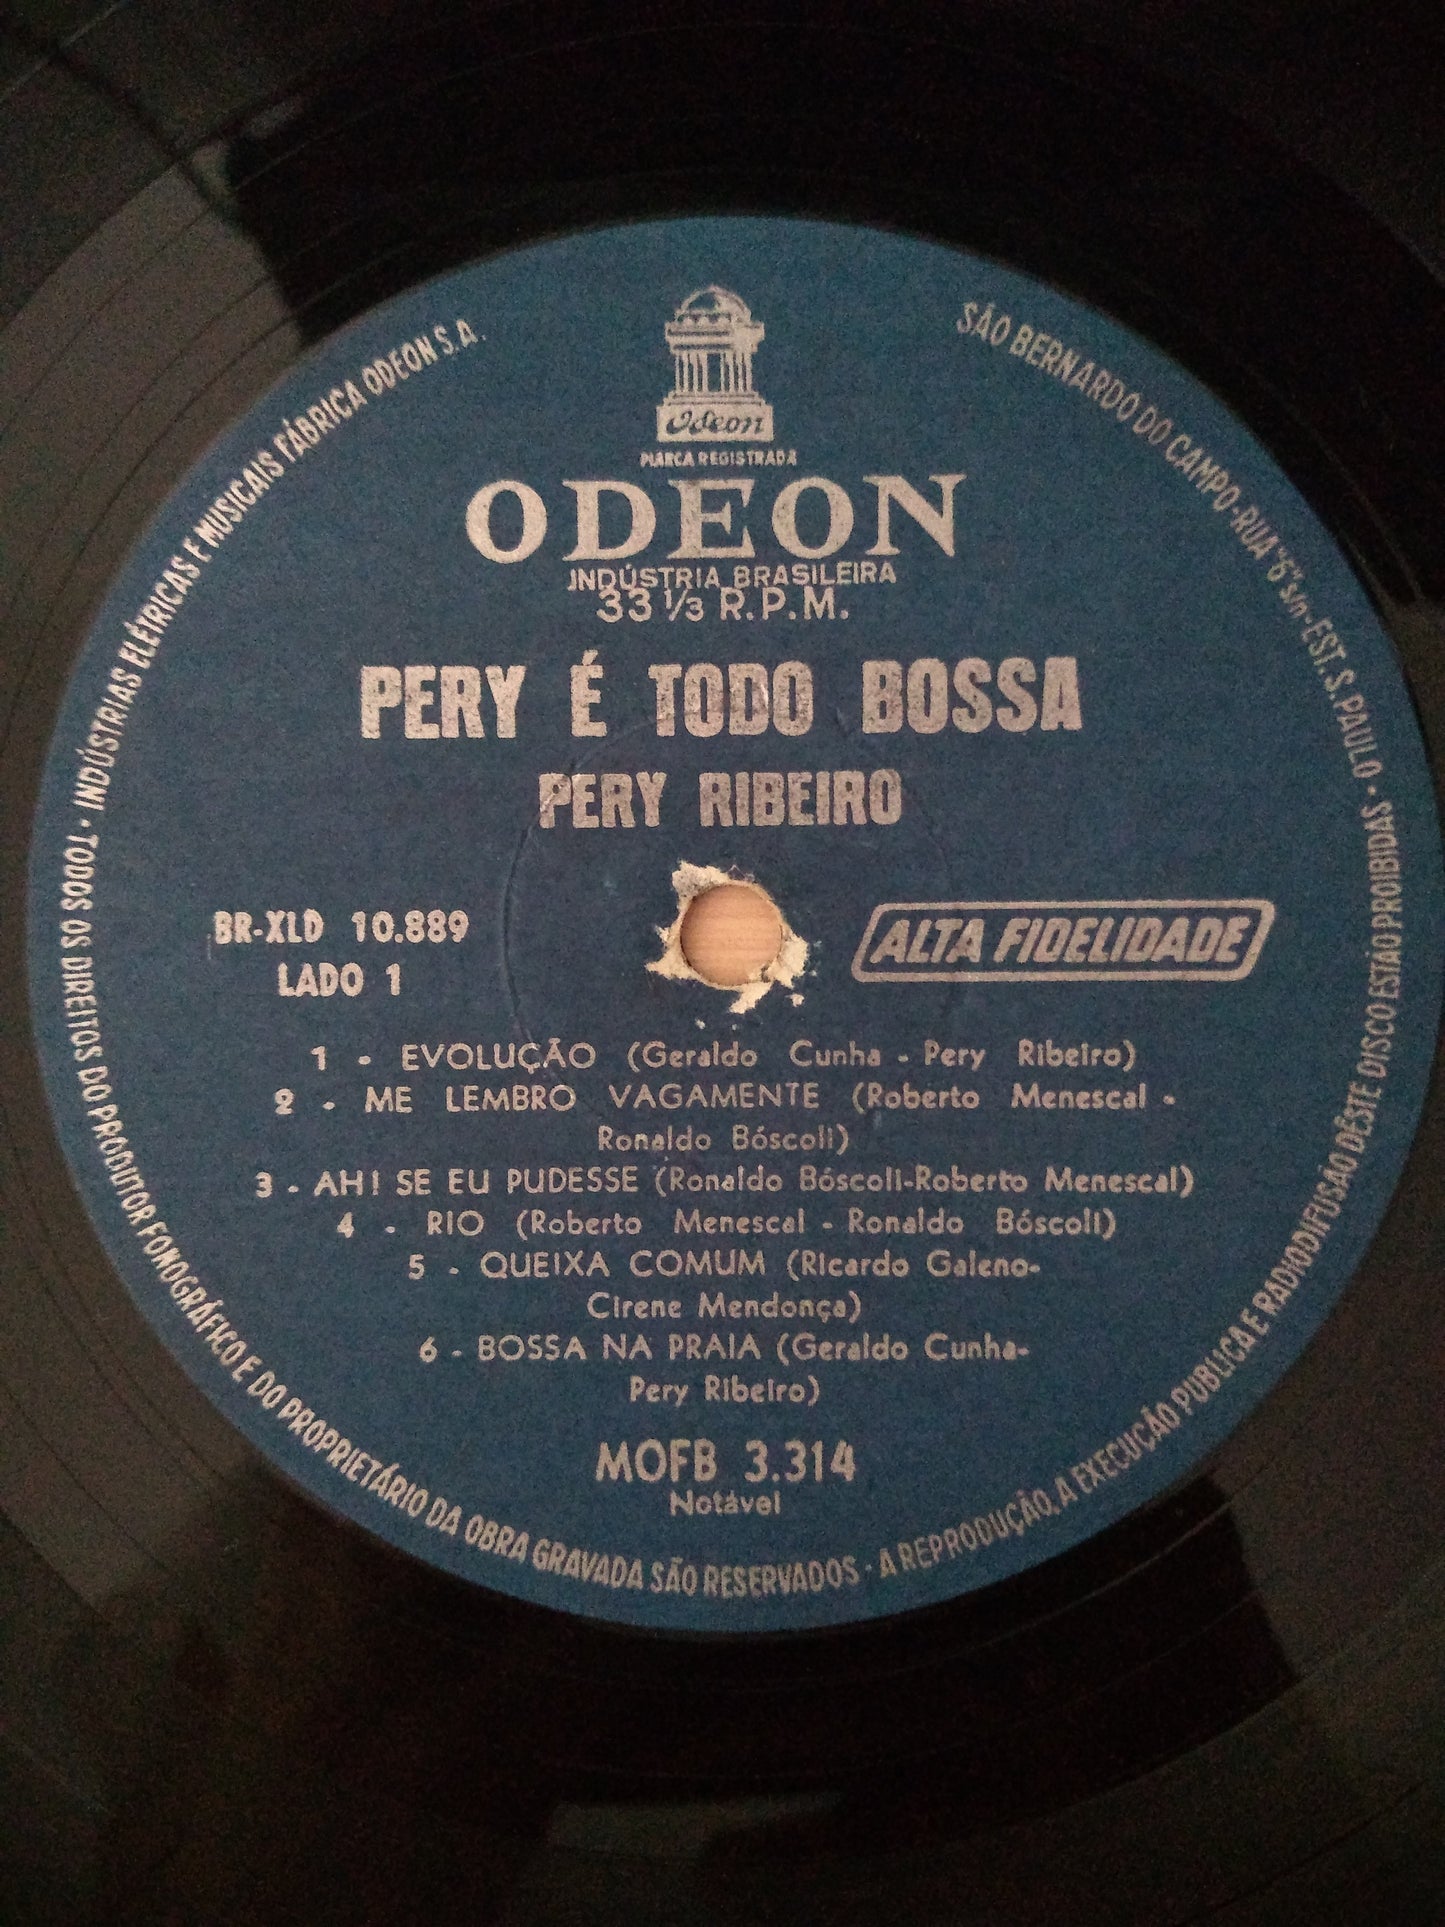 Odeon
MARCA REGISTRADA
ODEON
INDÚSTRIA BRASILEIRA
33 1/3 R.P.M.
PERY É TODO BOSSA
PERY RIBEIRO
BR-XLD 10.889
LADO 1
ALTA FIDELIDADE
1 - EVOLUÇÃO (Geraldo Cunha - Pery Ribeiro)
2 - ME LEMBRO VAGAMENTE (Roberto Menescal -
Ronaldo Bóscoli)
3 - AH! SE EU PUDESSE (Ronaldo Bóscoli-Roberto Menescal)
4 - RIO (Roberto Menescal - Ronaldo Bóscoli)
5 - QUEIXA COMUM (Ricardo Galeno-
Cirene Mendonça)
6 - BOSSA NA PRAIA (Geraldo Cunha-
Pery Ribeiro)
MOFB 3.314
Notável
INDÚSTRIAS ELÉTRICAS E MUSICAIS FÁBRICA ODEON S.A.
SÃO BERNARDO DO CAMPO-RUA "6" s/n-EST. S. PAULO •
TODOS OS DIREITOS DO PRODUTOR FONOGRÁFICO E DO PROPRIETÁRIO DA OBRA GRAVADA SÃO RESERVADOS • A REPRODUÇÃO, A EXECUÇÃO PUBLICA E RADIODIFUSÃO DÊSTE DISCO ESTÃO PROIBIDAS •